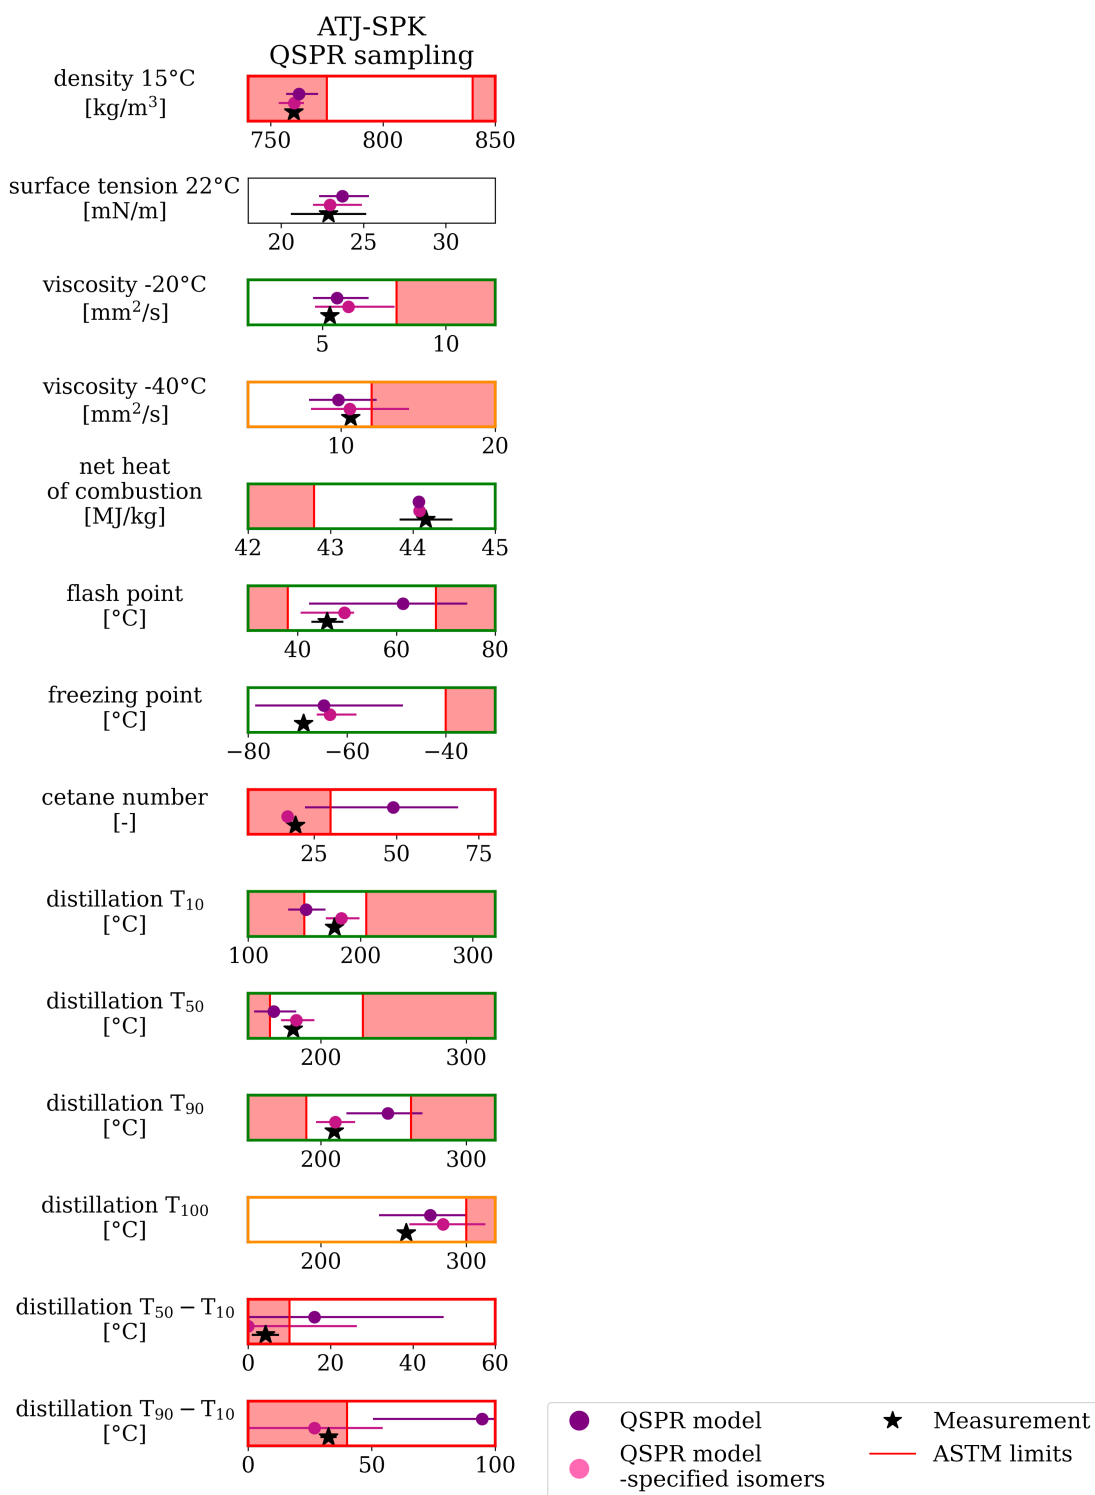 ATJ-SPK
QSPR sampling
density 15°C
[kg/m³]
750 800 850
surface tension 22°C
[mN/m]
20 25 30
viscosity -20°C
[mm²/s]
5 10
viscosity -40°C
[mm²/s]
10 20
net heat
of combustion
[MJ/kg]
42 43 44 45
flash point
[°C]
40 60 80
freezing point
[°C]
−80 −60 −40
cetane number
[-]
25 50 75
distillation T₁₀
[°C]
100 200 300
distillation T₅₀
[°C]
200 300
distillation T₉₀
[°C]
200 300
distillation T₁₀₀
[°C]
200 300
distillation T₅₀ − T₁₀
[°C]
0 20 40 60
distillation T₉₀ − T₁₀
[°C]
0 50 100
QSPR model
QSPR model
-specified isomers
Measurement
ASTM limits